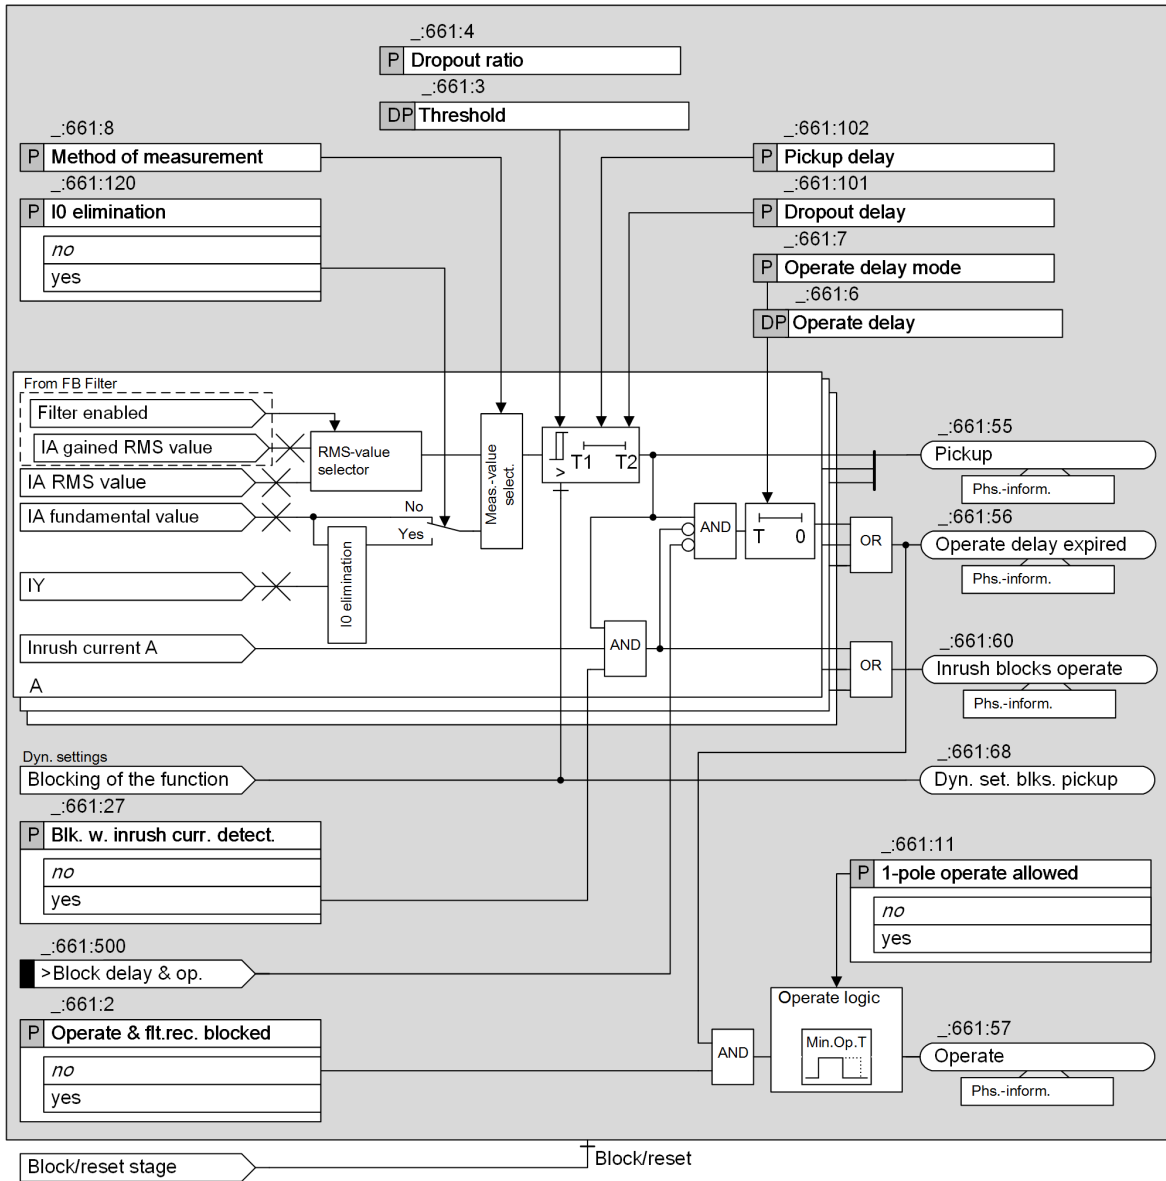 _:661:4
P Dropout ratio
_:661:3
DP Threshold
_:661:8
P Method of measurement
_:661:102
P Pickup delay
_:661:120
P I0 elimination
no
yes
_:661:101
P Dropout delay
_:661:7
P Operate delay mode
_:661:6
DP Operate delay
From FB Filter
Filter enabled
IA gained RMS value
IA RMS value
IA fundamental value
IY
Inrush current A
A
RMS-value
selector
No
Yes
I0 elimination
Meas.-value
select.
> T1 T2
AND
T 0
AND
OR
OR
_:661:55
Pickup
Phs.-inform.
_:661:56
Operate delay expired
Phs.-inform.
_:661:60
Inrush blocks operate
Phs.-inform.
Dyn. settings
Blocking of the function
_:661:68
Dyn. set. blks. pickup
_:661:27
P Blk. w. inrush curr. detect.
no
yes
_:661:11
P 1-pole operate allowed
no
yes
_:661:500
>Block delay & op.
_:661:2
P Operate & flt.rec. blocked
no
yes
AND
Operate logic
Min.Op.T
_:661:57
Operate
Phs.-inform.
Block/reset stage
Block/reset